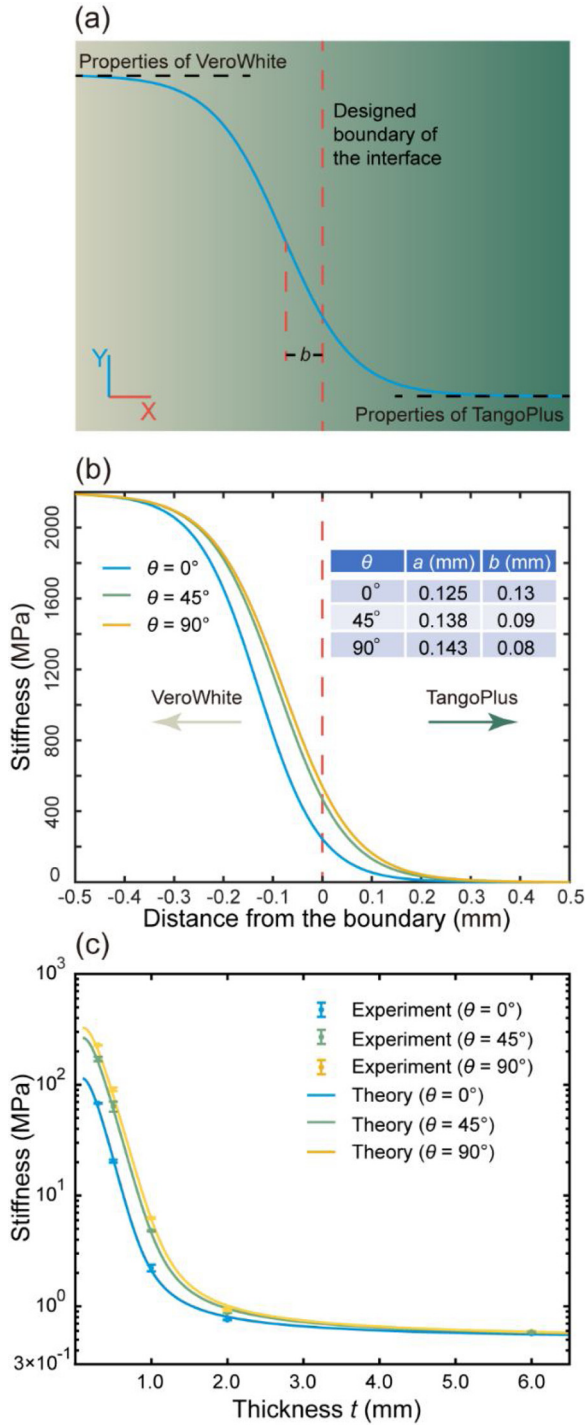 (a)
Properties of VeroWhite
Designed
boundary of
the interface
b
Y
X
Properties of TangoPlus
(b)
Stiffness (MPa)
2000
1600
1200
800
400
0
θ = 0°
θ = 45°
θ = 90°
θ a (mm) b (mm)
0° 0.125 0.13
45° 0.138 0.09
90° 0.143 0.08
VeroWhite
TangoPlus
-0.5 -0.4 -0.3 -0.2 -0.1 0 0.1 0.2 0.3 0.4 0.5
Distance from the boundary (mm)
(c)
Stiffness (MPa)
10³
10²
10¹
10⁰
3×10⁻¹
Experiment (θ = 0°)
Experiment (θ = 45°)
Experiment (θ = 90°)
Theory (θ = 0°)
Theory (θ = 45°)
Theory (θ = 90°)
1.0 2.0 3.0 4.0 5.0 6.0
Thickness t (mm)